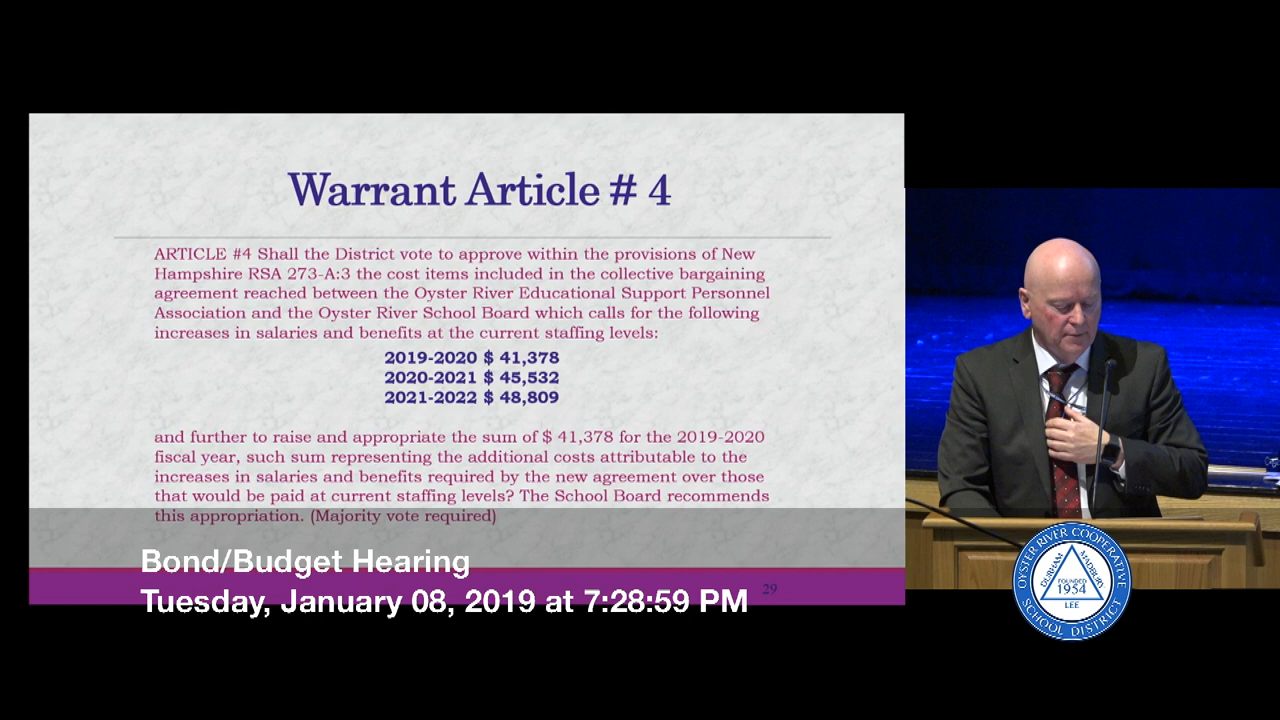 Warrant Article # 4
ARTICLE #4 Shall the District vote to approve within the provisions of New
Hampshire RSA 273-A:3 the cost items included in the collective bargaining
agreement reached between the Oyster River Educational Support Personnel
Association and the Oyster River School Board which calls for the following
increases in salaries and benefits at the current staffing levels:
2019-2020 $ 41,378
2020-2021 $ 45,532
2021-2022 $ 48,809
and further to raise and appropriate the sum of $ 41,378 for the 2019-2020
fiscal year, such sum representing the additional costs attributable to the
increases in salaries and benefits required by the new agreement over those
that would be paid at current staffing levels? The School Board recommends
this appropriation. (Majority vote required)
29
Bond/Budget Hearing
Tuesday, January 08, 2019 at 7:28:59 PM
OYSTER RIVER COOPERATIVE
SCHOOL DISTRICT
DURHAM
MADBURY
FOUNDED
1954
LEE